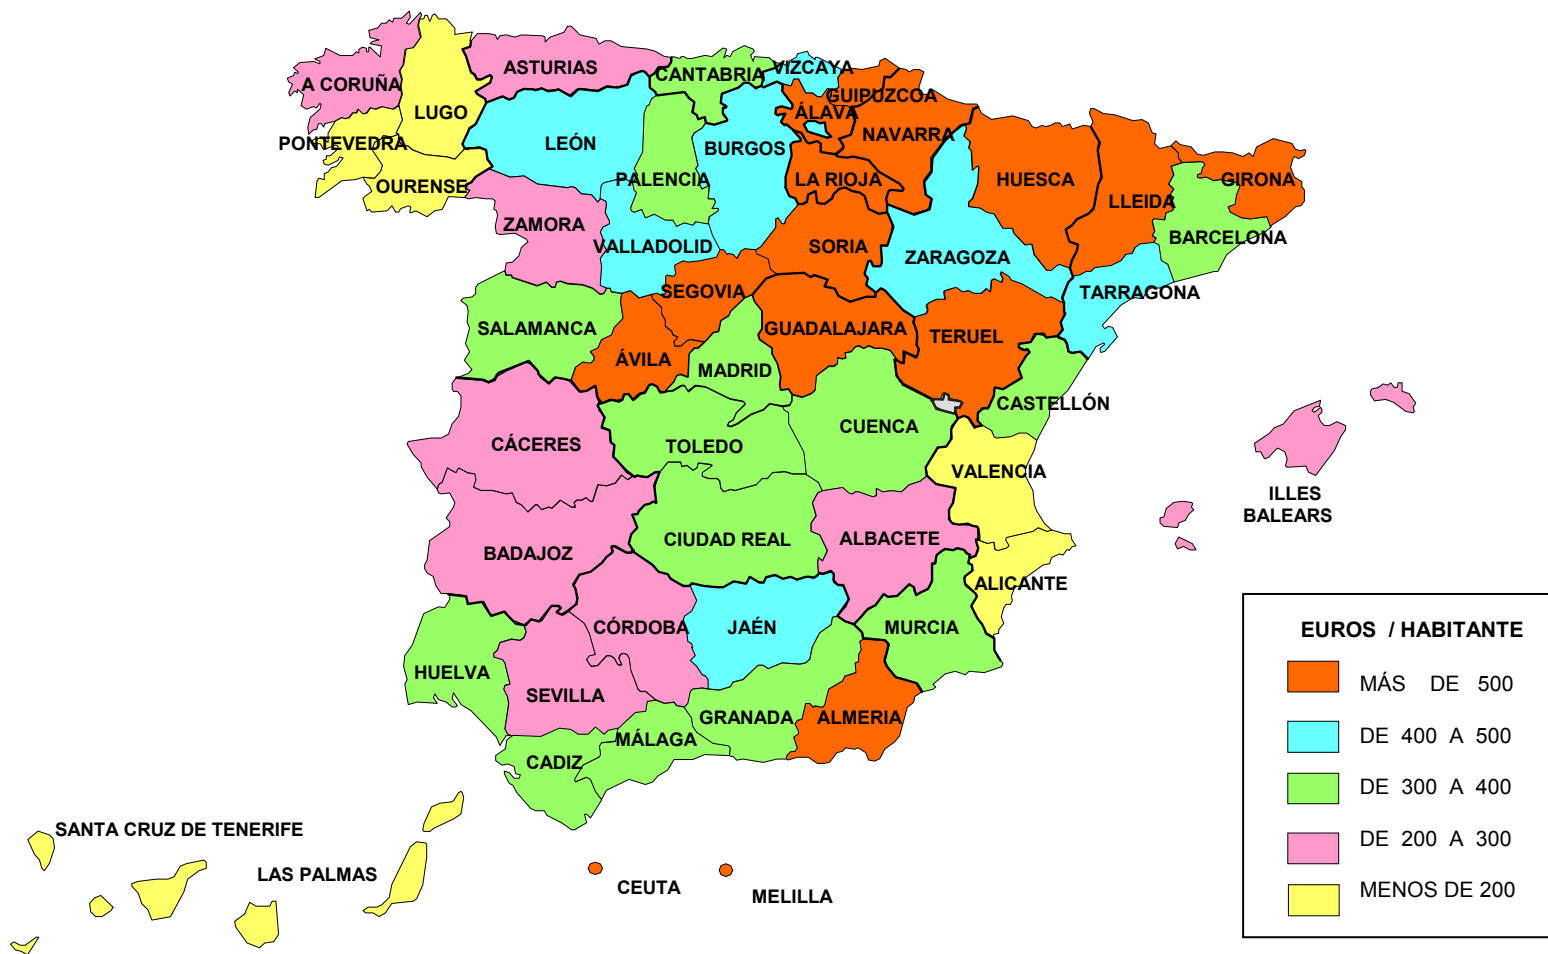 ASTURIAS
CANTABRIA
VIZCAYA
A CORUÑA
GUIPUZCOA
LUGO
ÁLAVA
NAVARRA
PONTEVEDRA
LEÓN
BURGOS
OURENSE
PALENCIA
LA RIOJA
HUESCA
GIRONA
LLEIDA
ZAMORA
BARCELONA
VALLADOLID
SORIA
ZARAGOZA
SEGOVIA
TARRAGONA
SALAMANCA
GUADALAJARA
TERUEL
ÁVILA
MADRID
CASTELLÓN
CUENCA
CÁCERES
TOLEDO
VALENCIA
ILLES
BALEARS
CIUDAD REAL
ALBACETE
BADAJOZ
ALICANTE
CÓRDOBA
JAÉN
MURCIA
HUELVA
SEVILLA
GRANADA
ALMERIA
MÁLAGA
CADIZ
SANTA CRUZ DE TENERIFE
LAS PALMAS
CEUTA
MELILLA
EUROS / HABITANTE
MÁS DE 500
DE 400 A 500
DE 300 A 400
DE 200 A 300
MENOS DE 200